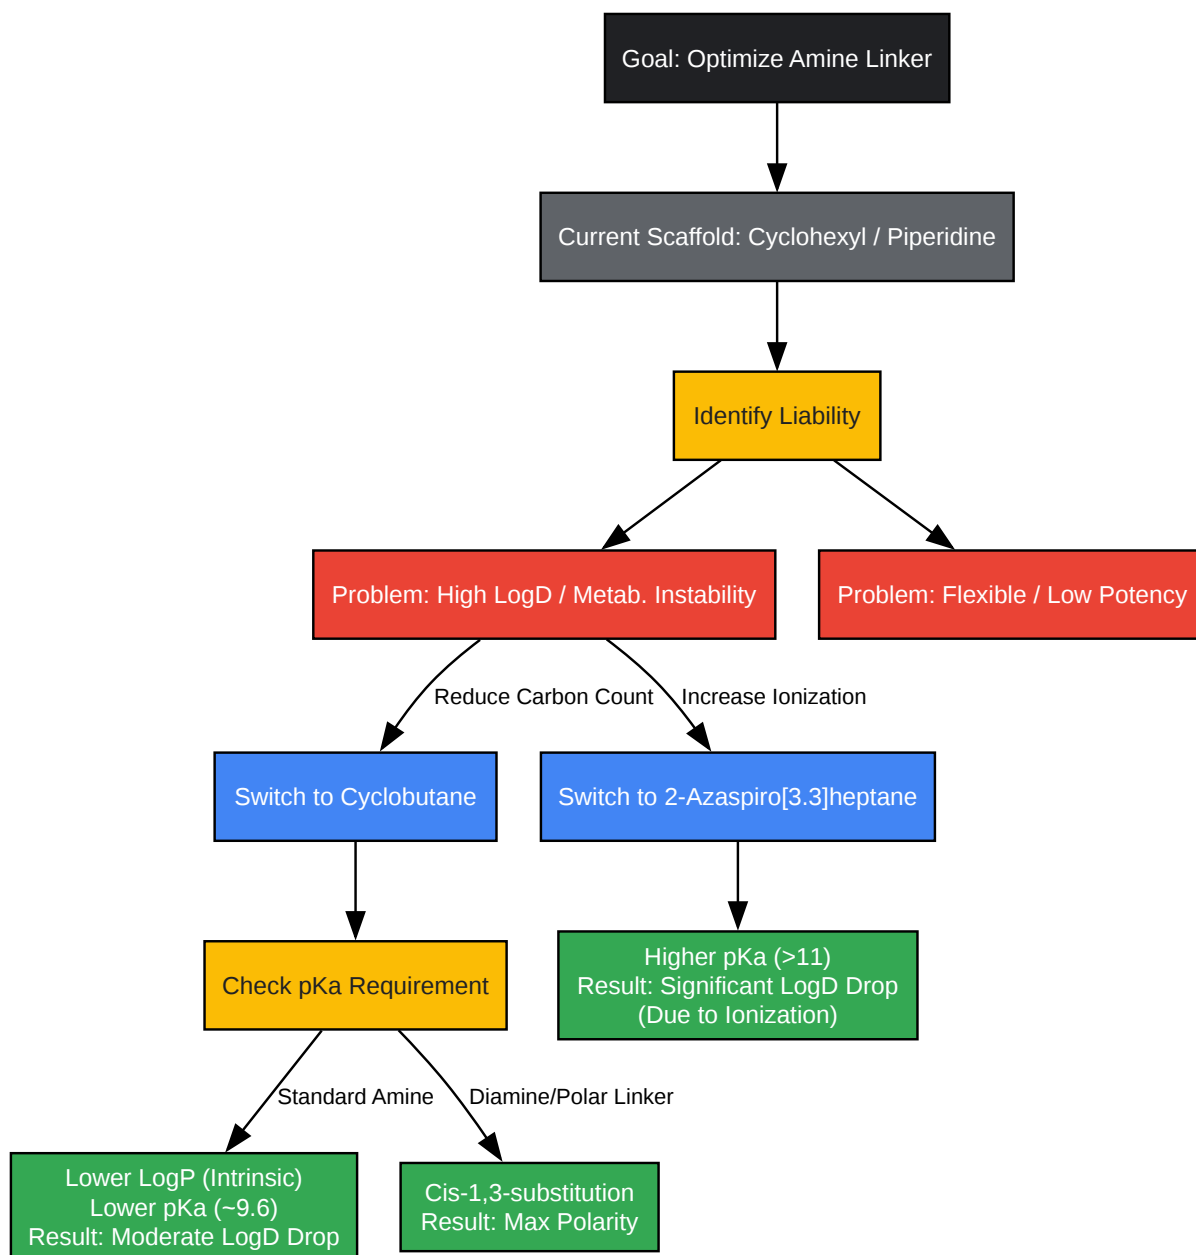 Goal: Optimize Amine Linker
Current Scaffold: Cyclohexyl / Piperidine
Identify Liability
Problem: High LogD / Metab. Instability
Problem: Flexible / Low Potency
Reduce Carbon Count
Increase Ionization
Switch to Cyclobutane
Switch to 2-Azaspiro[3.3]heptane
Check pKa Requirement
Higher pKa (>11)
Result: Significant LogD Drop
(Due to Ionization)
Standard Amine
Diamine/Polar Linker
Lower LogP (Intrinsic)
Lower pKa (~9.6)
Result: Moderate LogD Drop
Cis-1,3-substitution
Result: Max Polarity